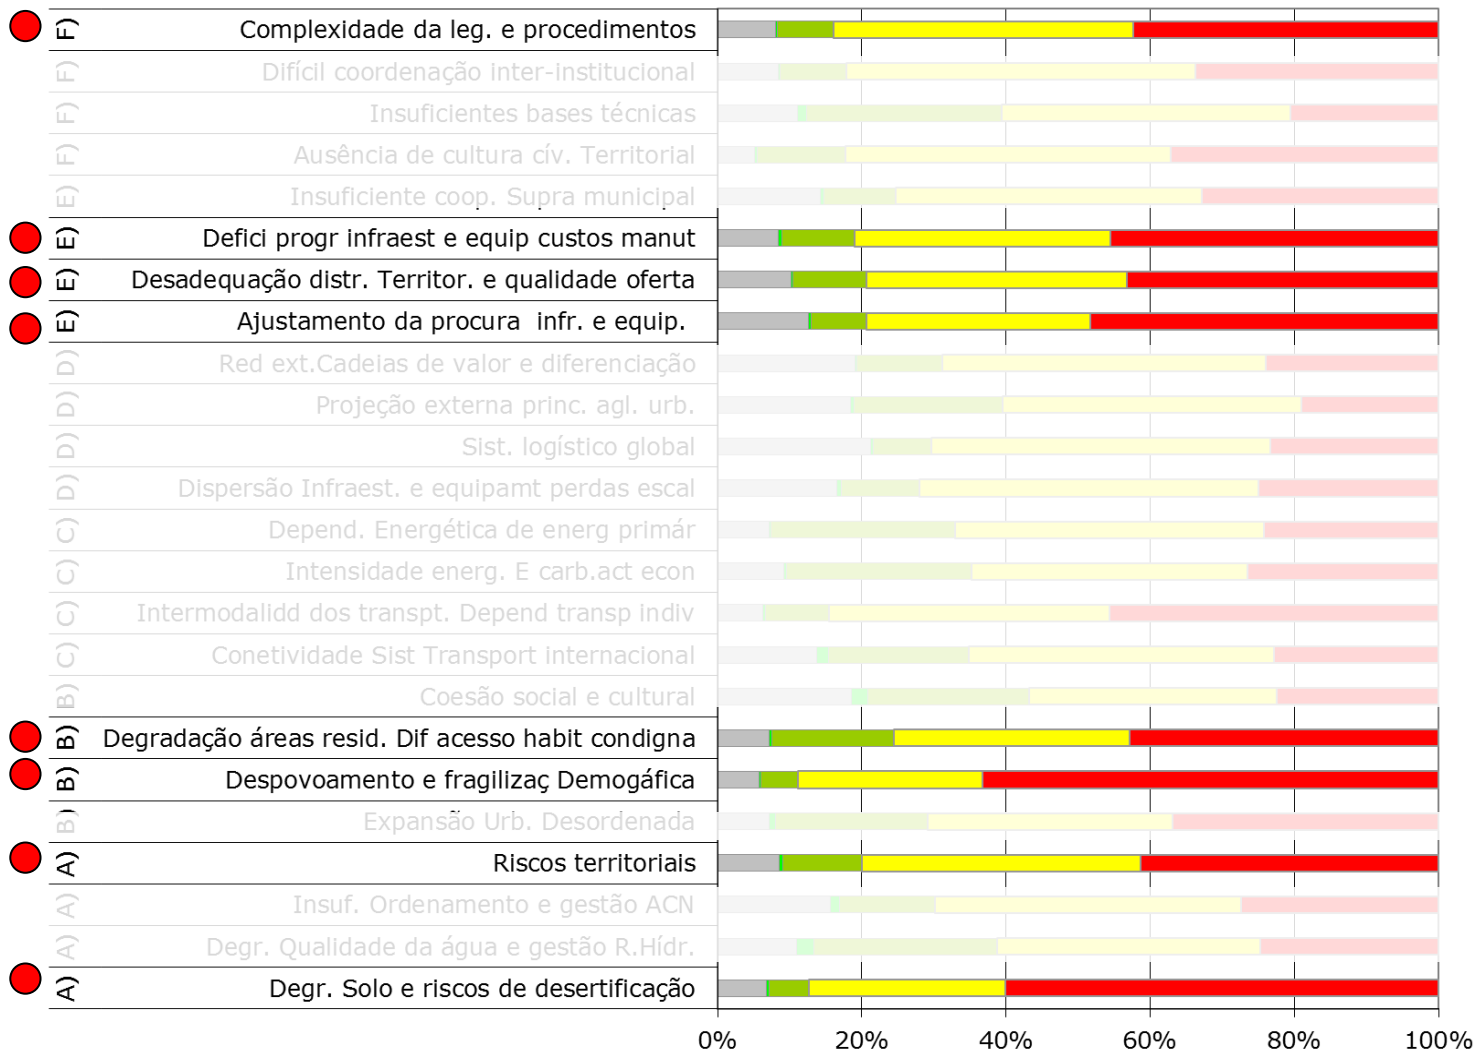 F) Complexidade da leg. e procedimentos
F) Difícil coordenação inter-institucional
F) Insuficientes bases técnicas
F) Ausência de cultura cív. Territorial
E) Insuficiente coop. Supra municipal
E) Defici progr infraest e equip custos manut
E) Desadequação distr. Territor. e qualidade oferta
E) Ajustamento da procura infr. e equip.
D) Red ext.Cadeias de valor e diferenciação
D) Projeção externa princ. agl. urb.
D) Sist. logístico global
D) Dispersão Infraest. e equipamt perdas escal
C) Depend. Energética de energ primár
C) Intensidade energ. E carb.act econ
C) Intermodalidd dos transpt. Depend transp indiv
C) Conetividade Sist Transport internacional
B) Coesão social e cultural
B) Degradação áreas resid. Dif acesso habit condigna
B) Despovoamento e fragilizaç Demogáfica
B) Expansão Urb. Desordenada
A) Riscos territoriais
A) Insuf. Ordenamento e gestão ACN
A) Degr. Qualidade da água e gestão R.Hídr.
A) Degr. Solo e riscos de desertificação
0% 20% 40% 60% 80% 100%